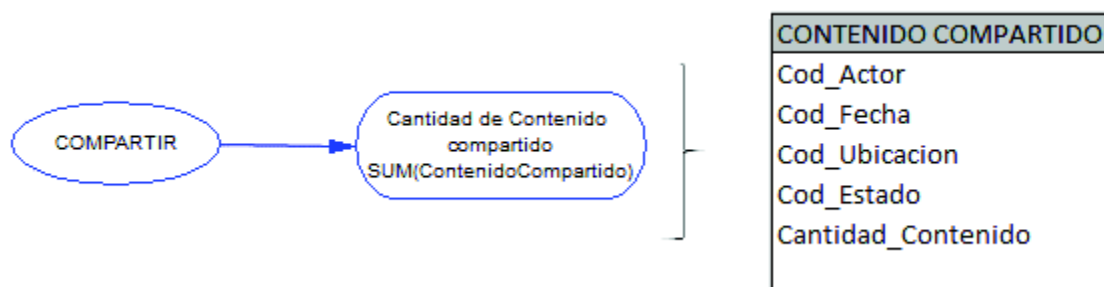 COMPARTIR
Cantidad de Contenido
compartido
SUM(ContenidoCompartido)
CONTENIDO COMPARTIDO
Cod_Actor
Cod_Fecha
Cod_Ubicacion
Cod_Estado
Cantidad_Contenido